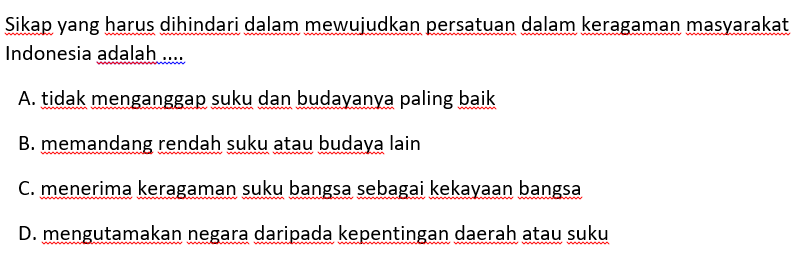 Sikap yang harus dihindari dalam mewujudkan persatuan dalam keragaman masyarakat
Indonesia adalah ....
A. tidak menganggap suku dan budayanya paling baik
B. memandang rendah suku atau budaya lain
C. menerima keragaman suku bangsa sebagai kekayaan bangsa
D. mengutamakan negara daripada kepentingan daerah atau suku